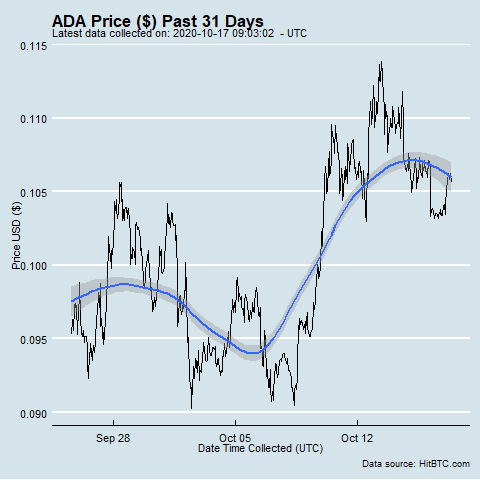 ADA Price ($) Past 31 Days
Latest data collected on: 2020-10-17 09:03:02 - UTC
0.115
0.110
0.105
0.100
0.095
0.090
Price USD ($)
Sep 28
Oct 05
Oct 12
Date Time Collected (UTC)
Data source: HitBTC.com